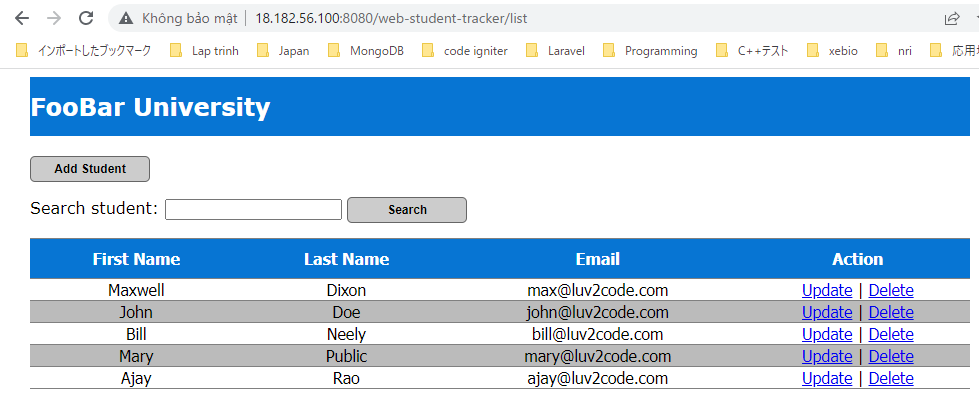 Không bảo mật | 18.182.56.100:8080/web-student-tracker/list
インポートしたブックマーク Lap trinh Japan MongoDB code igniter Laravel Programming C++テスト xebio nri
FooBar University
Add Student
Search student: Search
First Name Last Name Email Action
Maxwell Dixon max@luv2code.com Update | Delete
John Doe john@luv2code.com Update | Delete
Bill Neely bill@luv2code.com Update | Delete
Mary Public mary@luv2code.com Update | Delete
Ajay Rao ajay@luv2code.com Update | Delete